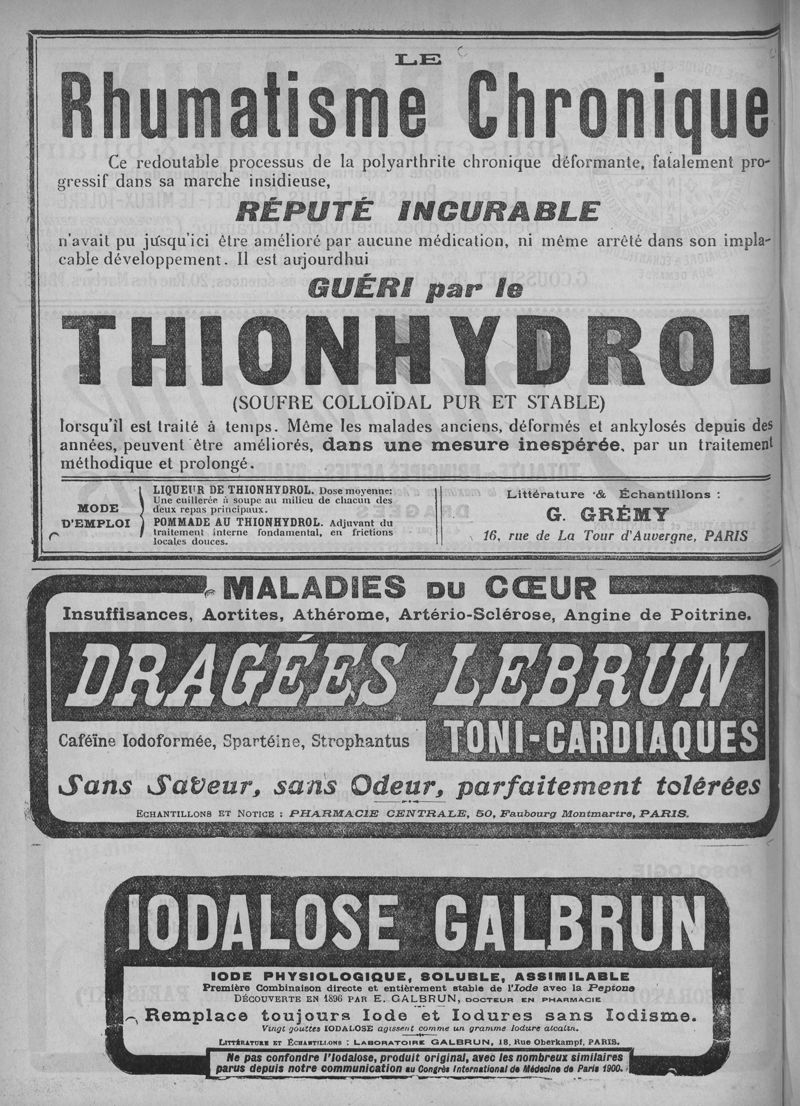 LE
Rhumatisme Chronique
Ce redoutable processus de la polyarthrite chronique déformante, fatalement pro-
gressif dans sa marche insidieuse,
RÉPUTÉ INCURABLE
n'avait pu jusqu'ici être amélioré par aucune médication, ni même arrêté dans son impla-
cable développement. Il est aujourdhui
GUÉRI par le
THIONHYDROL
(SOUFRE COLLOÏDAL PUR ET STABLE)
lorsqu'il est traité à temps. Même les malades anciens, déformés et ankylosés depuis des
années, peuvent être améliorés, dans une mesure inespérée, par un traitement
méthodique et prolongé.
MODE
D'EMPLOI
LIQUEUR DE THIONHYDROL. Dose moyenne:
Une cuillerée à soupe au milieu de chacun des
deux repas principaux.
POMMADE AU THIONHYDROL. Adjuvant du
traitement interne fondamental, en frictions
locales douces.
Littérature & Échantillons :
G. GRÉMY
16, rue de La Tour d'Auvergne, PARIS
MALADIES DU CŒUR
Insuffisances, Aortites, Athérome, Artério-Sclérose, Angine de Poitrine.
DRAGÉES LEBRUN
TONI-CARDIAQUES
Caféïne Iodoformée, Spartéine, Strophantus
Sans Saveur, sans Odeur, parfaitement tolérées
ECHANTILLONS ET NOTICE : PHARMACIE CENTRALE, 50, Faubourg Montmartre, PARIS.
IODALOSE GALBRUN
IODE PHYSIOLOGIQUE, SOLUBLE, ASSIMILABLE
Première Combinaison directe et entièrement stable de l'Iode avec la Peptone
DÉCOUVERTE EN 1896 PAR E. GALBRUN, DOCTEUR EN PHARMACIE
Remplace toujours Iode et Iodures sans Iodisme.
Vingt gouttes IODALOSE agissent comme un gramme Iodure alcalin.
LITTÉRATURE ET ÉCHANTILLONS : LABORATOIRE GALBRUN, 18, Rue Oberkampf, PARIS.
Ne pas confondre l'Iodalose, produit original, avec les nombreux similaires
parus depuis notre communication au Congrès International de Médecine de Paris 1900.